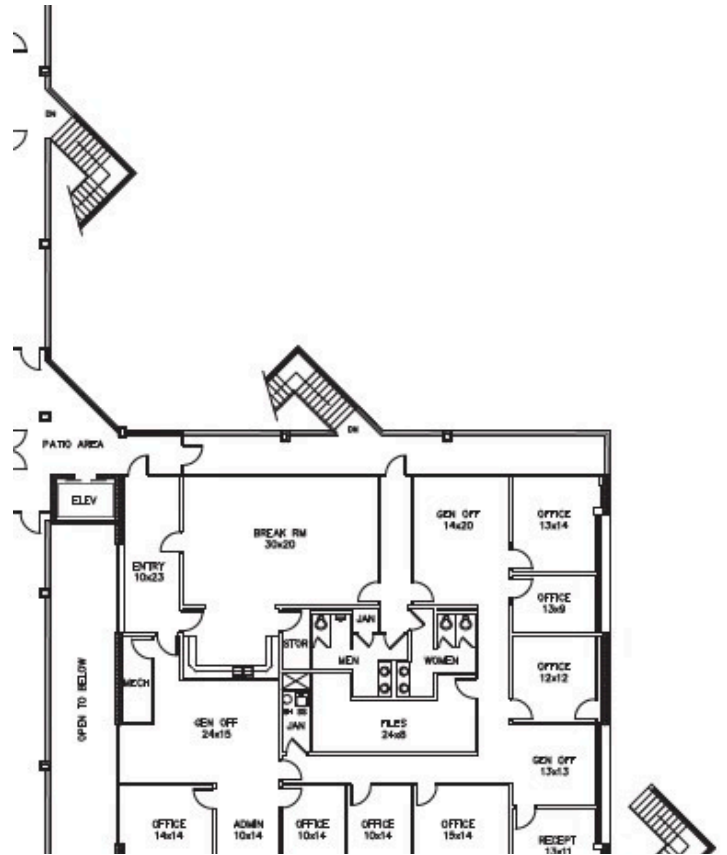 DN
DN
PATIO AREA
ELEV
GEN OFF
14x20
OFFICE
13x14
BREAK RM
30x20
ENTRY
10x23
OFFICE
13x9
JAN
STOR
MEN
WOMEN
OFFICE
12x12
MECH
OPEN TO BELOW
GEN OFF
24x15
JAN
FILES
24x8
GEN OFF
13x13
OFFICE
14x14
ADMIN
10x14
OFFICE
10x14
OFFICE
10x14
OFFICE
15x14
RECEPT
13x11